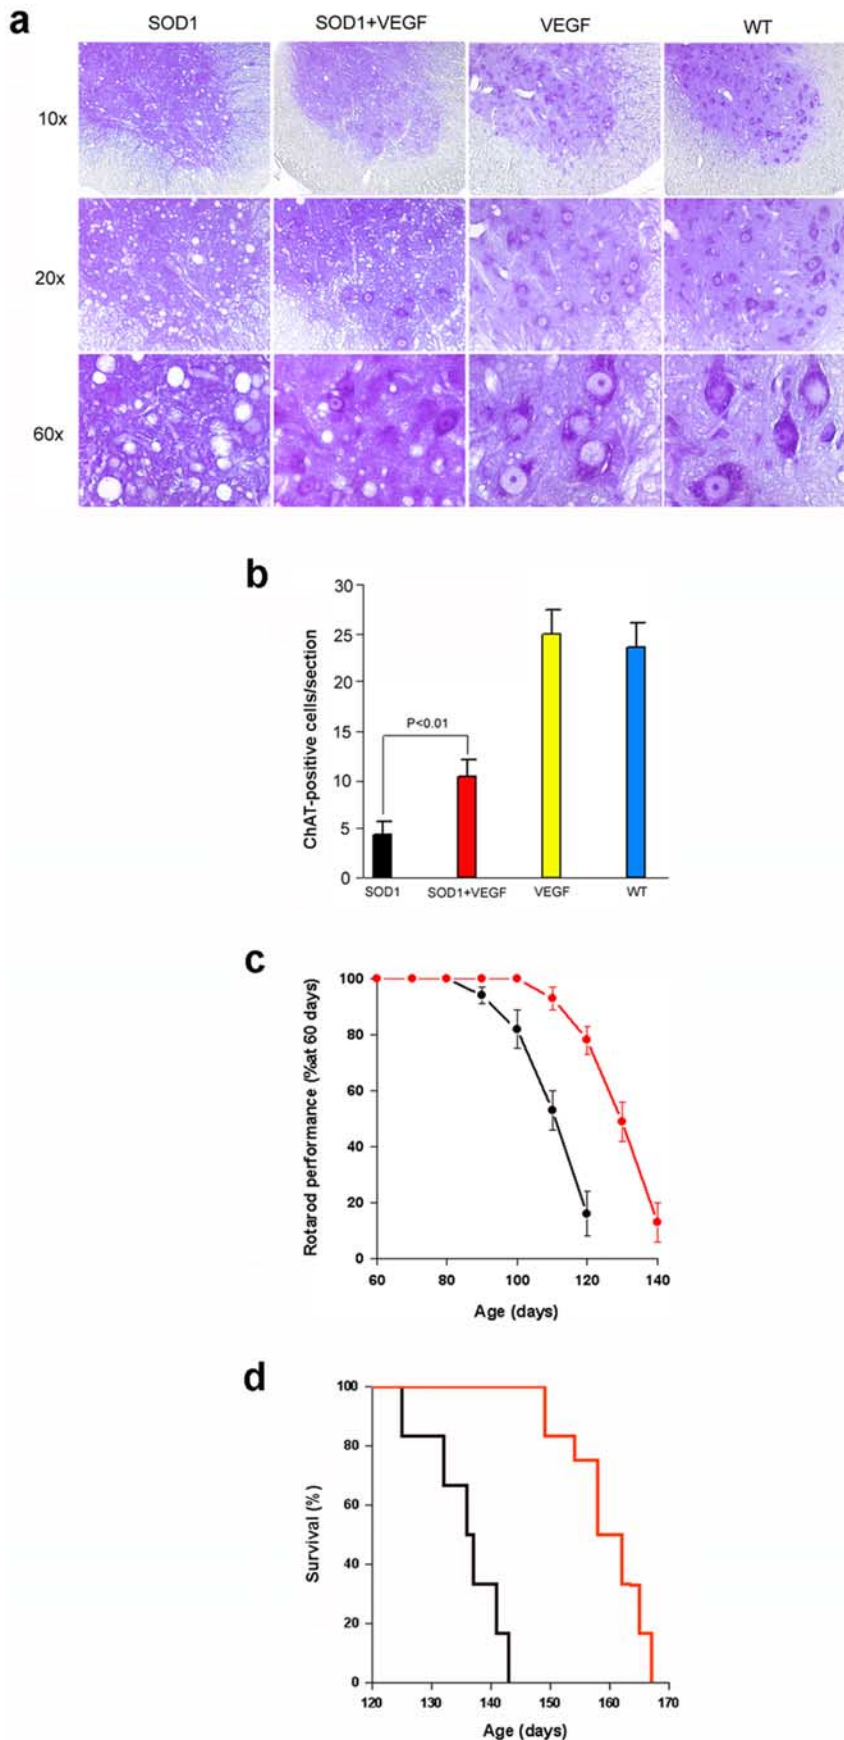 a
SOD1 SOD1+VEGF VEGF WT
10x
20x
60x
b
ChAT-positive cells/section
30
25
20
15
10
5
0
P<0.01
SOD1 SOD1+VEGF VEGF WT
c
Rotarod performance (%at 60 days)
100
80
60
40
20
0
60 80 100 120 140
Age (days)
d
Survival (%)
100
80
60
40
20
0
120 130 140 150 160 170
Age (days)